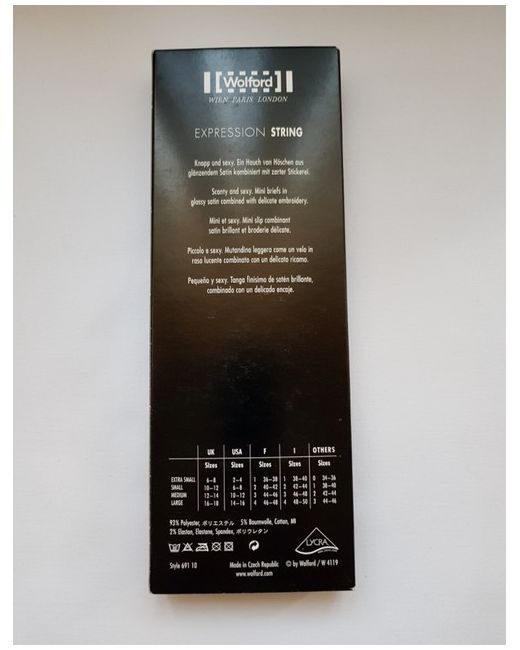 Wolford
WIEN PARIS LONDON
EXPRESSION STRING
Knapp und sexy. Ein Hauch von Höschen aus
glänzendem Satin kombiniert mit zarter Stickerei.
Scanty and sexy. Mini briefs in
glossy satin combined with delicate embroidery.
Mini et sexy. Mini slip combinant
satin brillant et broderie délicate.
Piccolo e sexy. Mutandina leggera come un velo in
raso lucente combinato con un delicato ricamo.
Pequeño y sexy. Tanga finísimo de satén brillante,
combinado con un delicado encaje.
UK USA F I OTHERS
Sizes Sizes Sizes Sizes Sizes
EXTRA SMALL 6-8 2-4 1 36-38 1 38-40 0 34-36
SMALL 10-12 6-8 2 40-42 2 42-44 1 38-40
MEDIUM 12-14 10-12 3 44-46 3 46-48 2 42-44
LARGE 16-18 14-16 4 46-48 4 48-50 3 44-46
93% Polyester, ポリエステル 5% Baumwolle, Cotton, 綿
2% Elastan, Elastane, Spandex, ポリウレタン
LYCRA
Style 691 10 Made in Czech Republic © by Wolford / W 4119
www.wolford.com